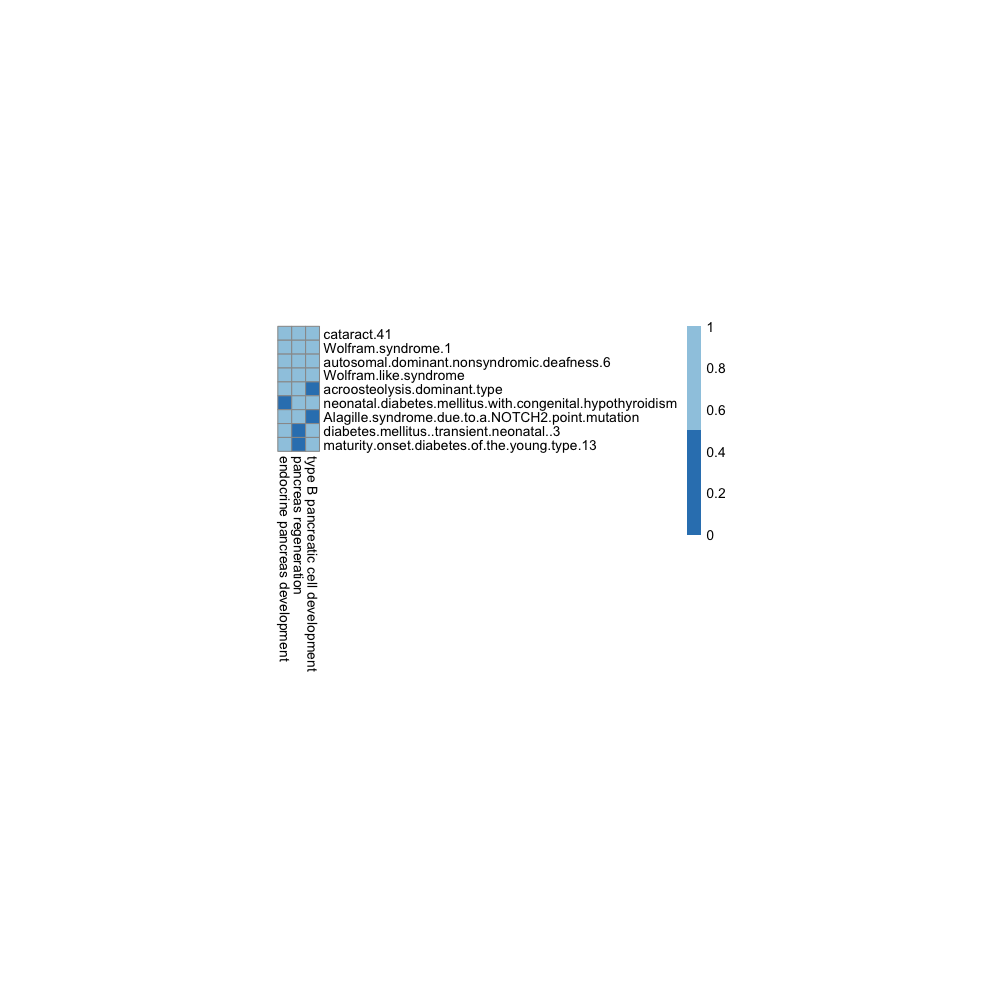 cataract.41
Wolfram.syndrome.1
autosomal.dominant.nonsyndromic.deafness.6
Wolfram.like.syndrome
acroosteolysis.dominant.type
neonatal.diabetes.mellitus.with.congenital.hypothyroidism
Alagille.syndrome.due.to.a.NOTCH2.point.mutation
diabetes.mellitus..transient.neonatal..3
maturity.onset.diabetes.of.the.young.type.13
endocrine pancreas development
pancreas regeneration
type B pancreatic cell development
1
0.8
0.6
0.4
0.2
0